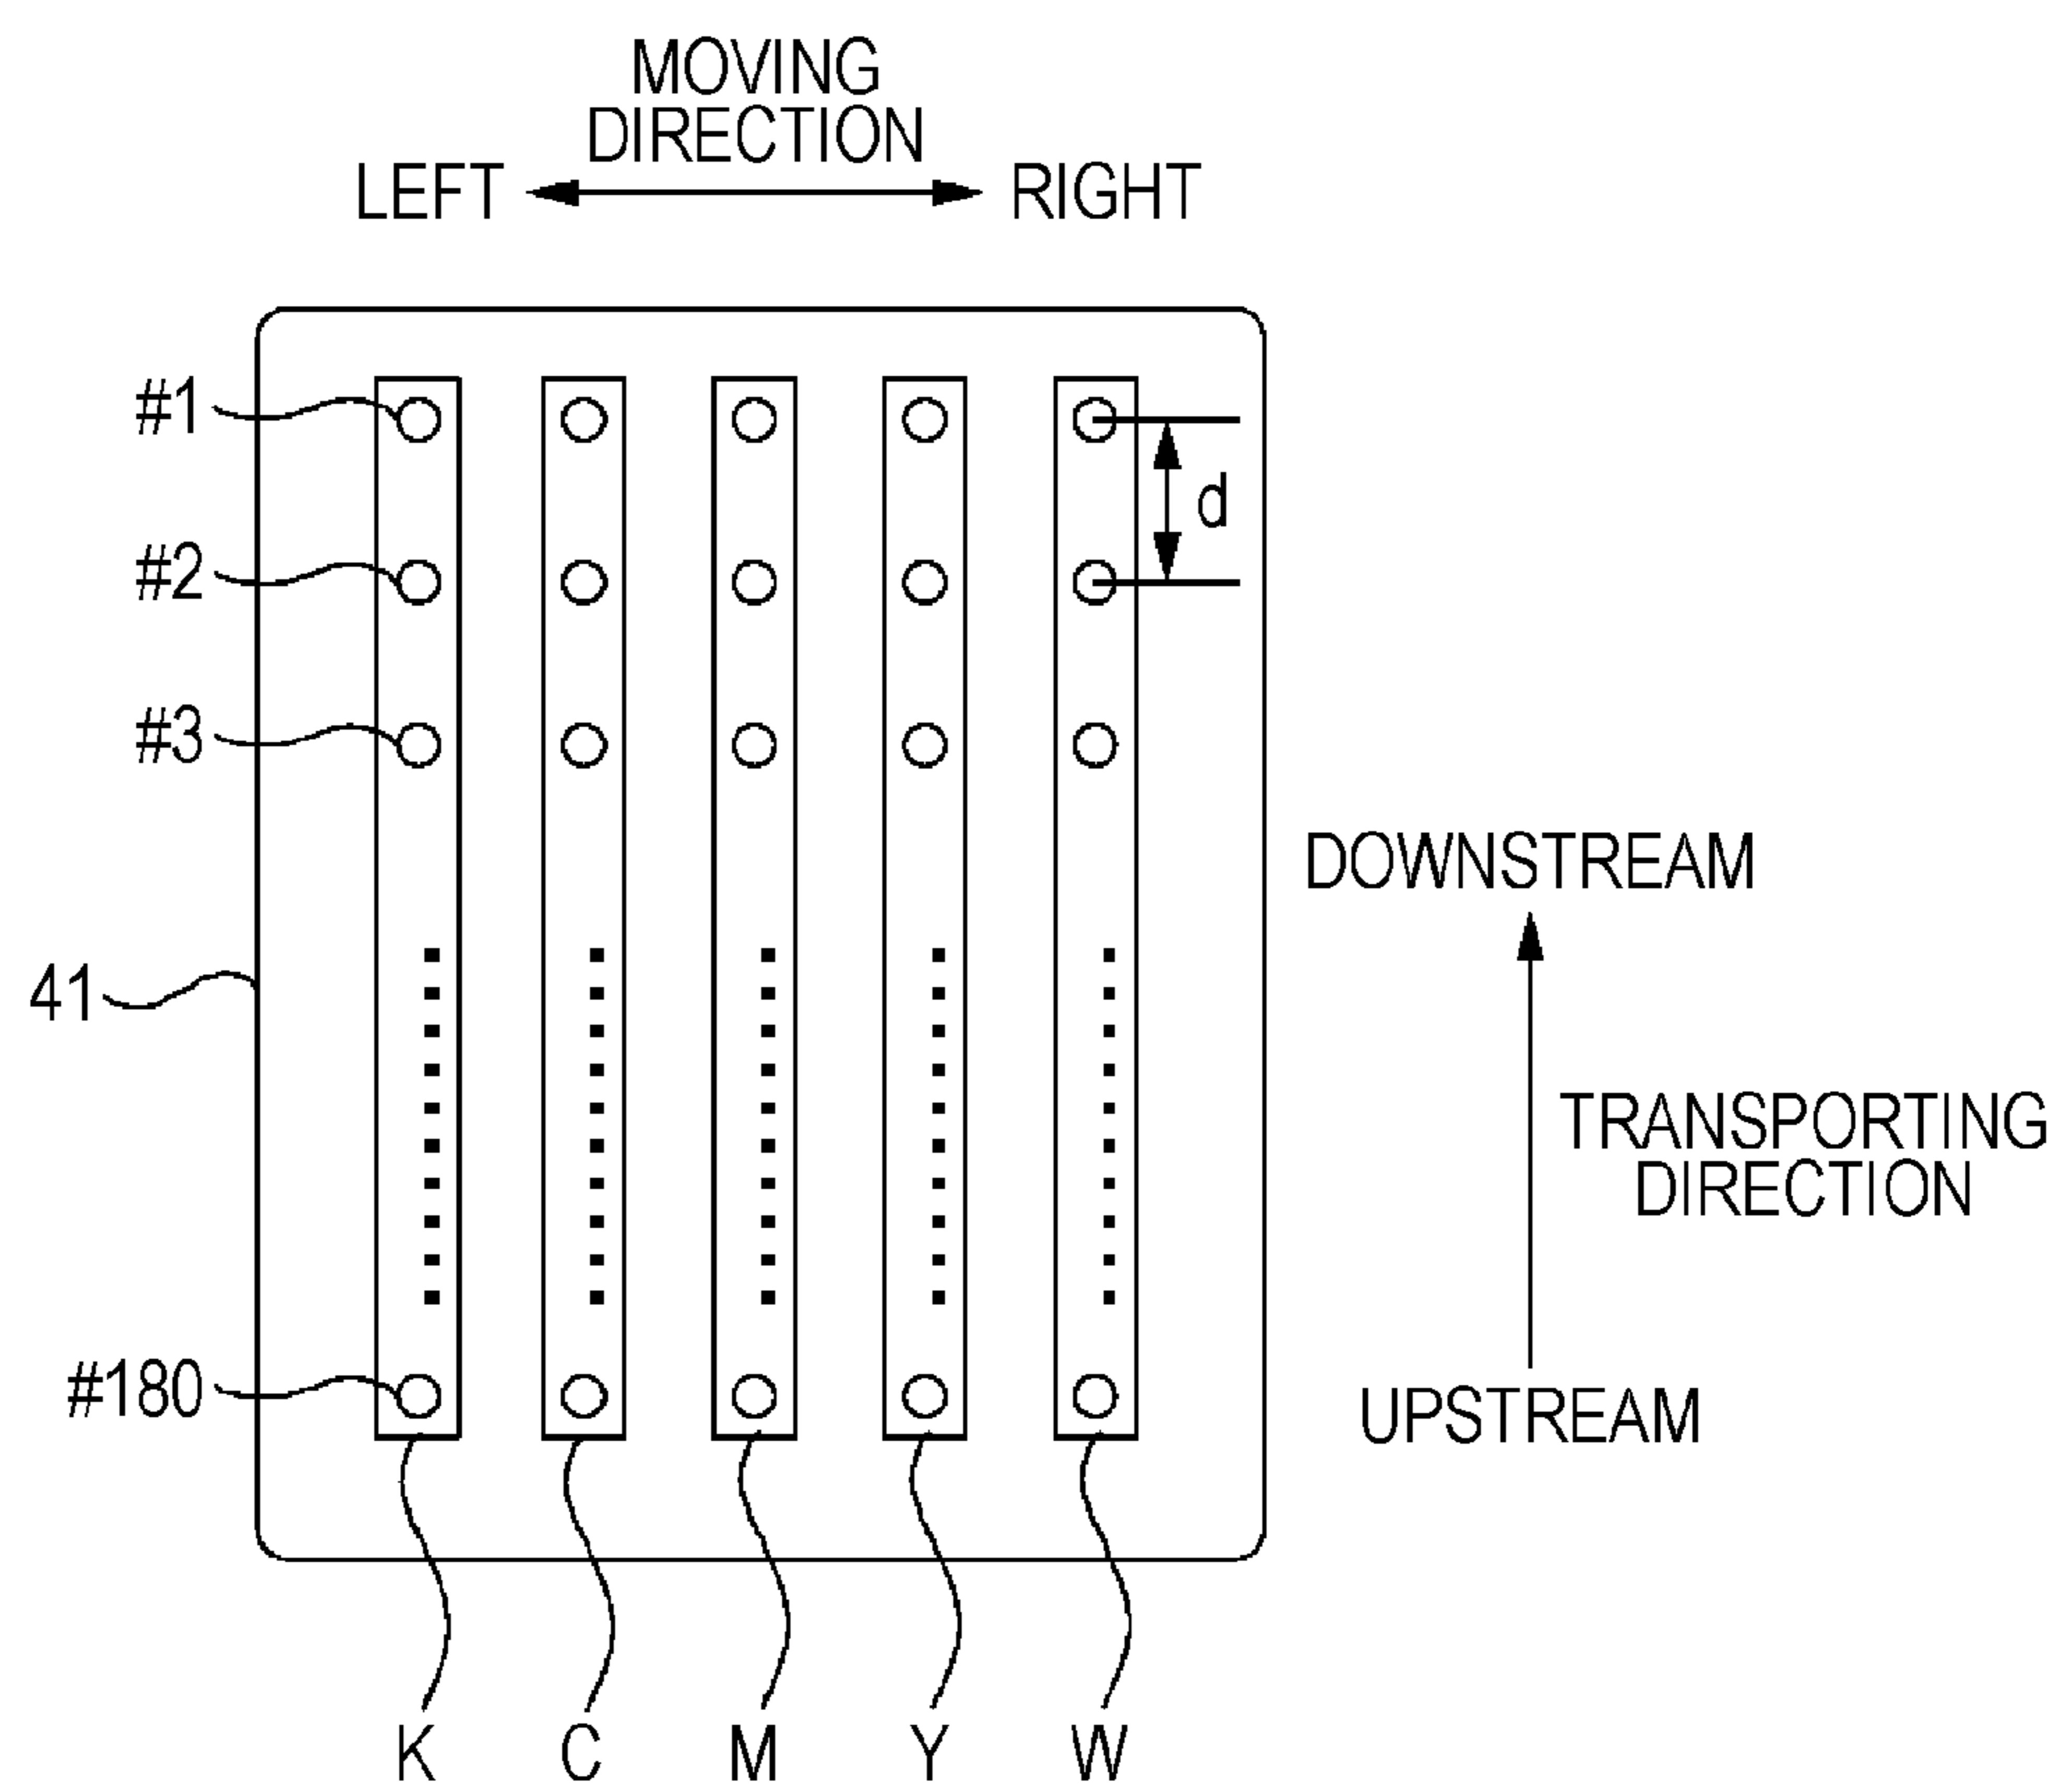 MOVING
DIRECTION
LEFT RIGHT
#1
d
#2
#3
DOWNSTREAM
41
TRANSPORTING
DIRECTION
#180
UPSTREAM
K C M Y W